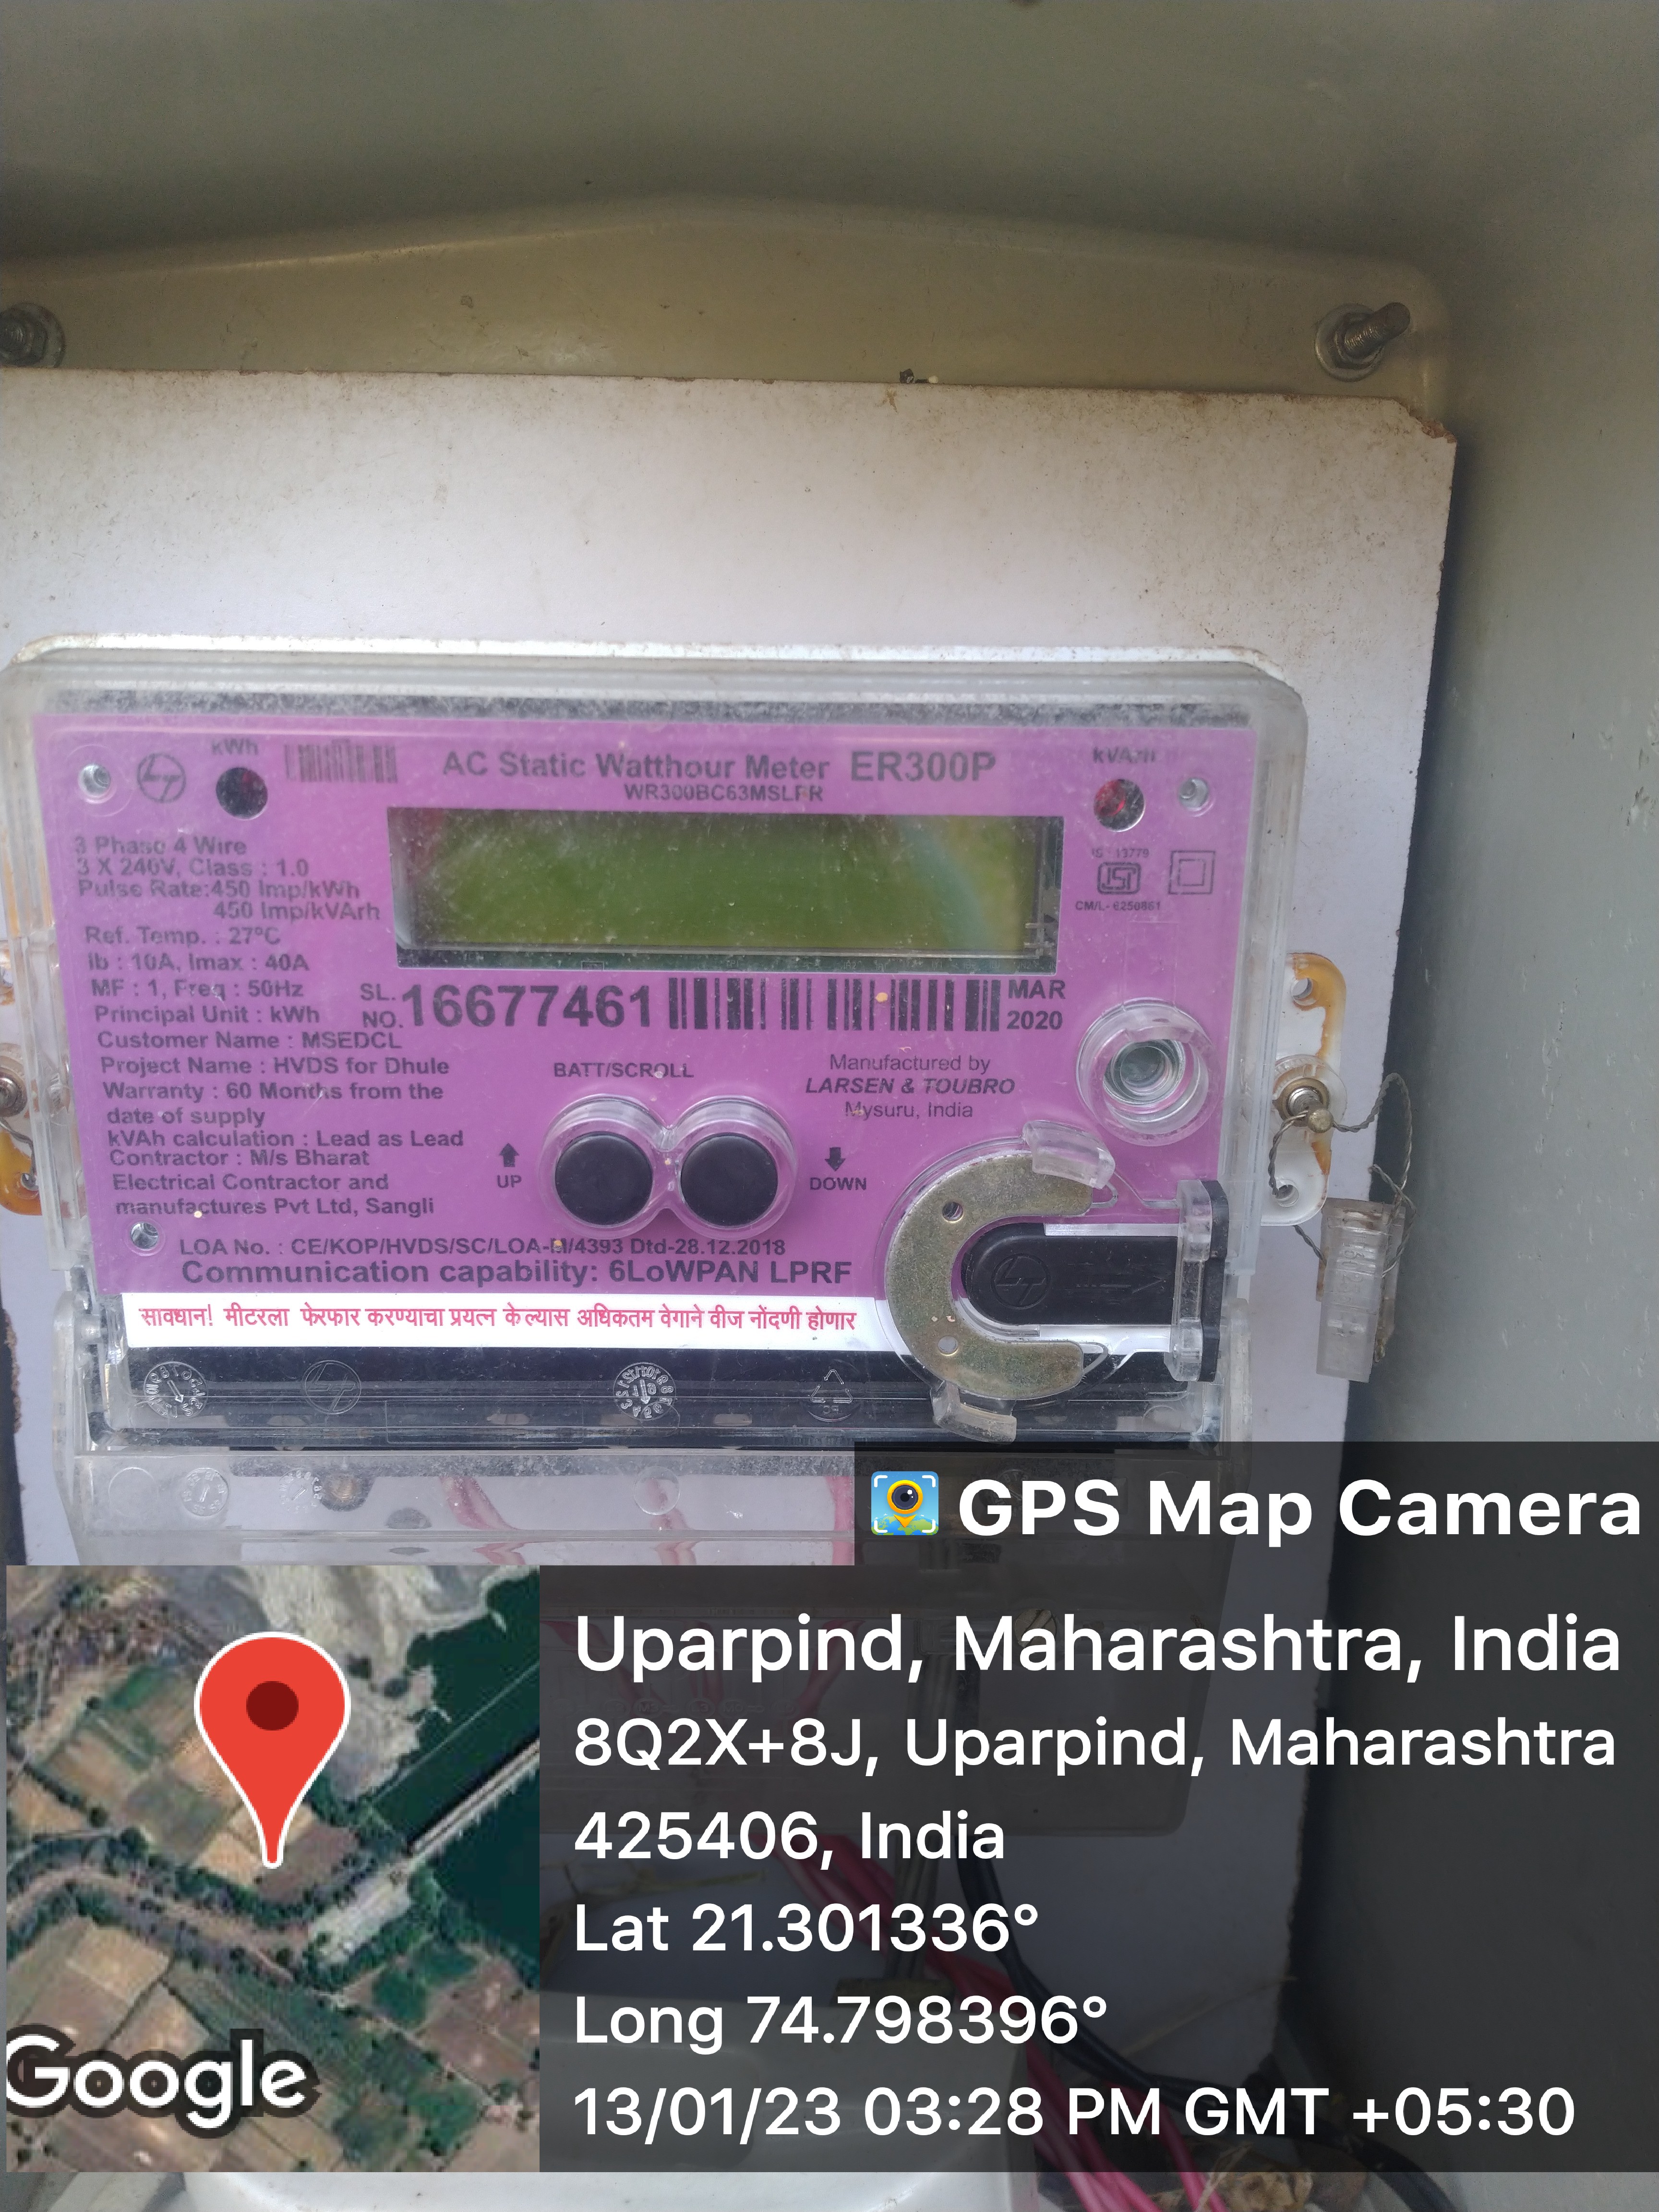 kWh
AC Static Watthour Meter ER300P
WR300BC63MSLPR
kVArh
3 Phase 4 Wire
3 X 240V, Class : 1.0
Pulse Rate:450 Imp/kWh
450 Imp/kVArh
Ref. Temp. : 27°C
Ib : 10A, Imax : 40A
MF : 1, Freq : 50Hz
Principal Unit : kWh
Customer Name : MSEDCL
Project Name : HVDS for Dhule
Warranty : 60 Months from the
date of supply
kVAh calculation : Lead as Lead
Contractor : M/s Bharat
Electrical Contractor and
manufactures Pvt Ltd, Sangli
IS : 13779
ISI
CM/L- 6250861
SL.
NO. 16677461
MAR
2020
BATT/SCROLL
UP
DOWN
Manufactured by
LARSEN & TOUBRO
Mysuru, India
LOA No. : CE/KOP/HVDS/SC/LOA-M/4393 Dtd-28.12.2018
Communication capability: 6LoWPAN LPRF
सावधान! मीटरला फेरफार करण्याचा प्रयत्न केल्यास अधिकतम वेगाने वीज नोंदणी होणार
GPS Map Camera
Uparpind, Maharashtra, India
8Q2X+8J, Uparpind, Maharashtra
425406, India
Lat 21.301336°
Long 74.798396°
13/01/23 03:28 PM GMT +05:30
Google